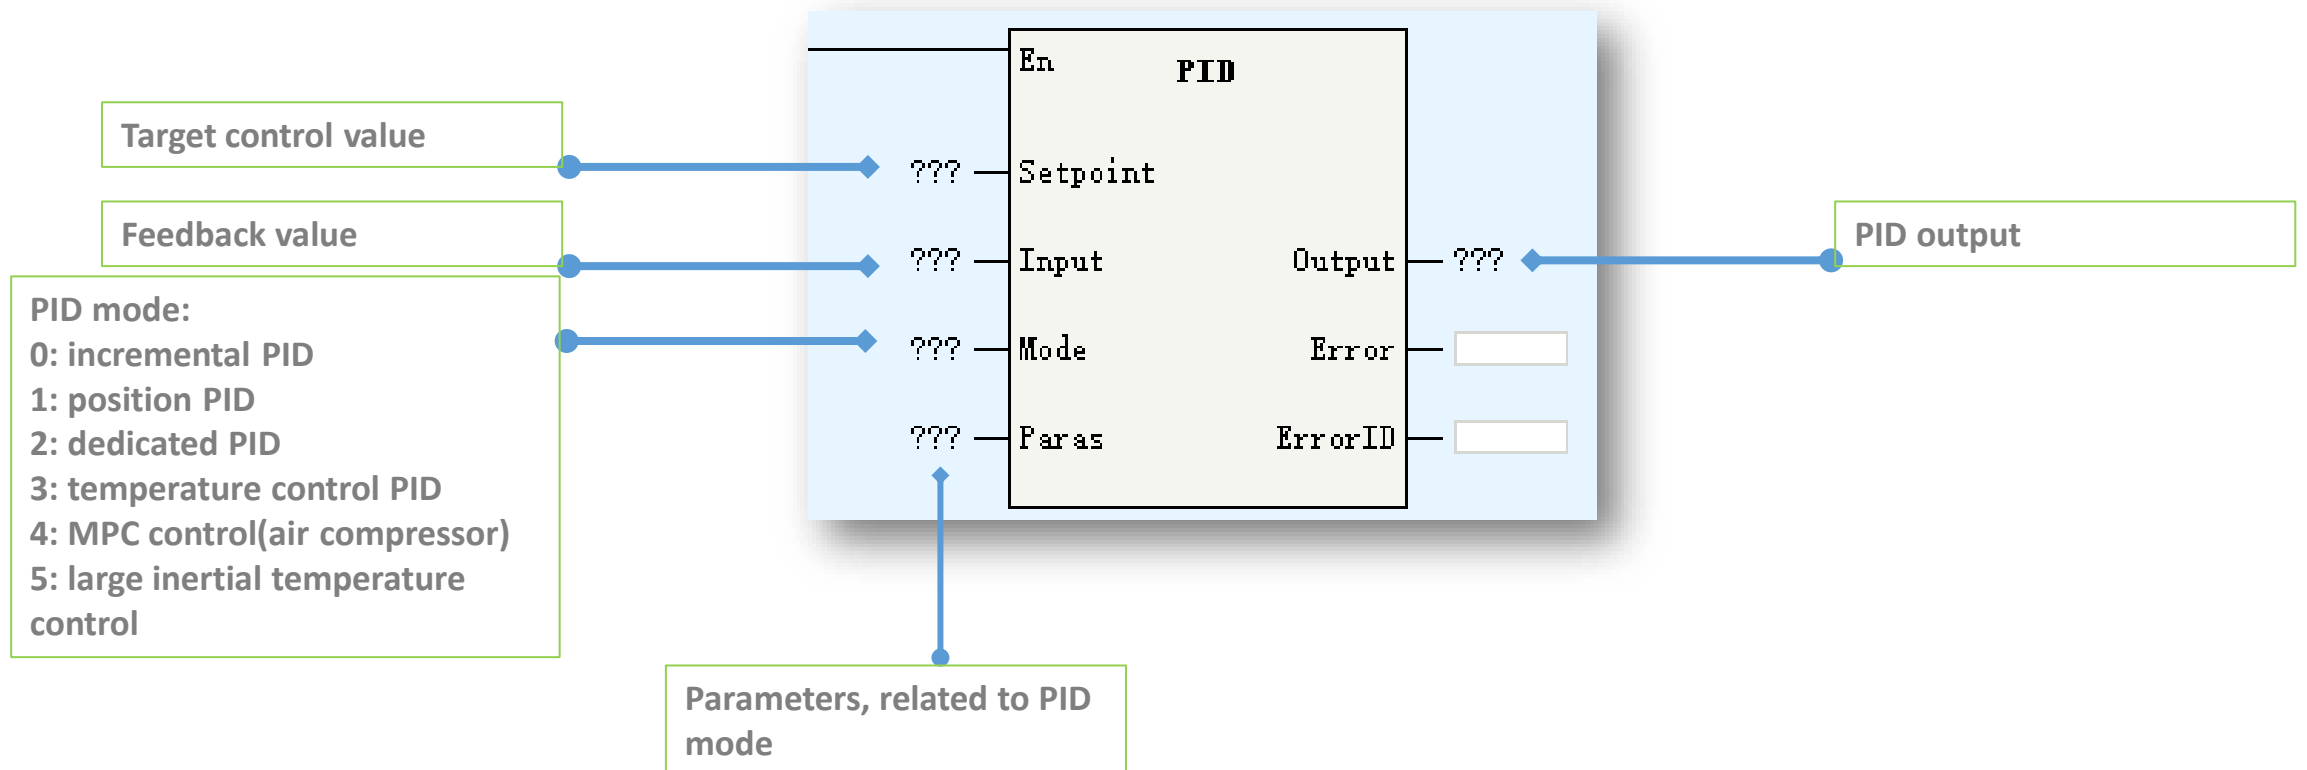 En
PID
Target control value
??? Setpoint
Feedback value
??? Input
Output ???
PID output
PID mode:
0: incremental PID
1: position PID
2: dedicated PID
3: temperature control PID
4: MPC control(air compressor)
5: large inertial temperature
control
??? Mode
Error
??? Paras
ErrorID
Parameters, related to PID
mode